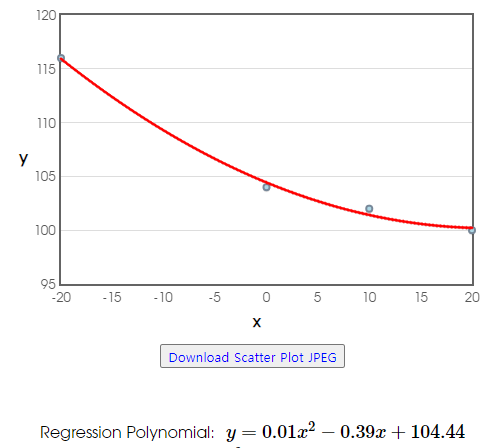 120
115
110
y
105
100
95
-20 -15 -10 -5 0 5 10 15 20
x
Download Scatter Plot JPEG
Regression Polynomial: y = 0.01x² − 0.39x + 104.44